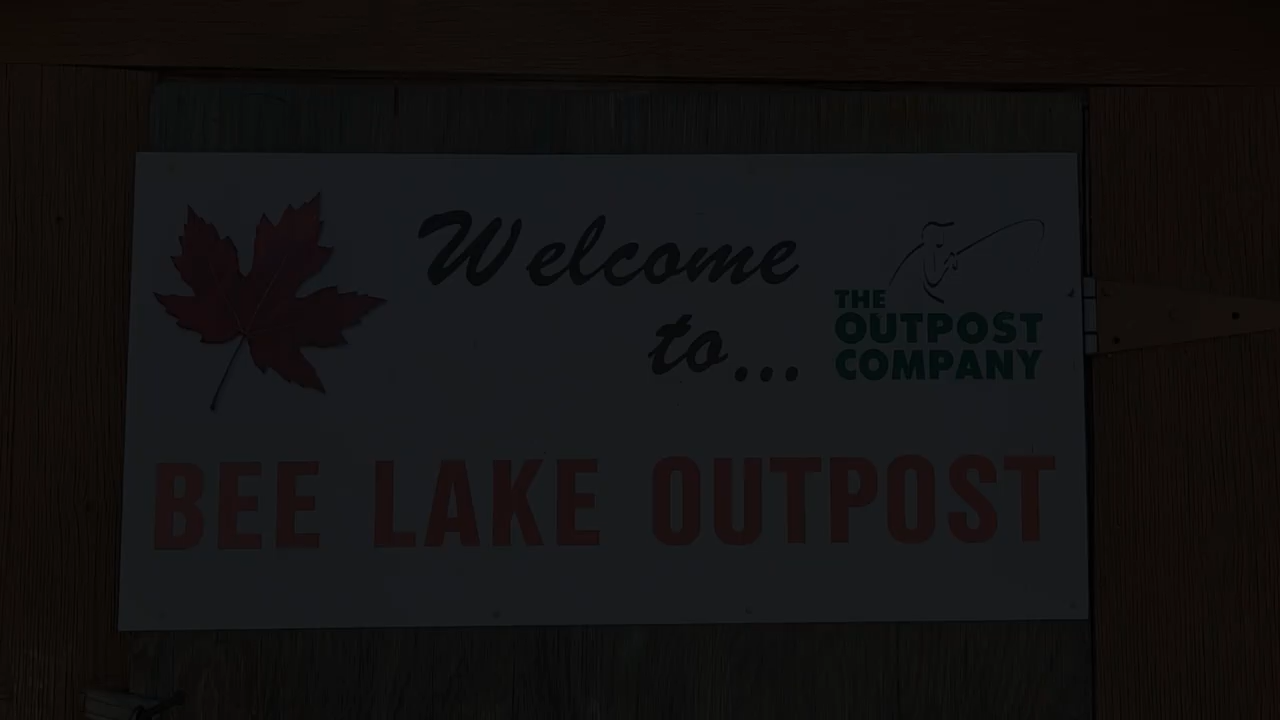 Welcome
to...
THE
OUTPOST
COMPANY
BEE LAKE OUTPOST